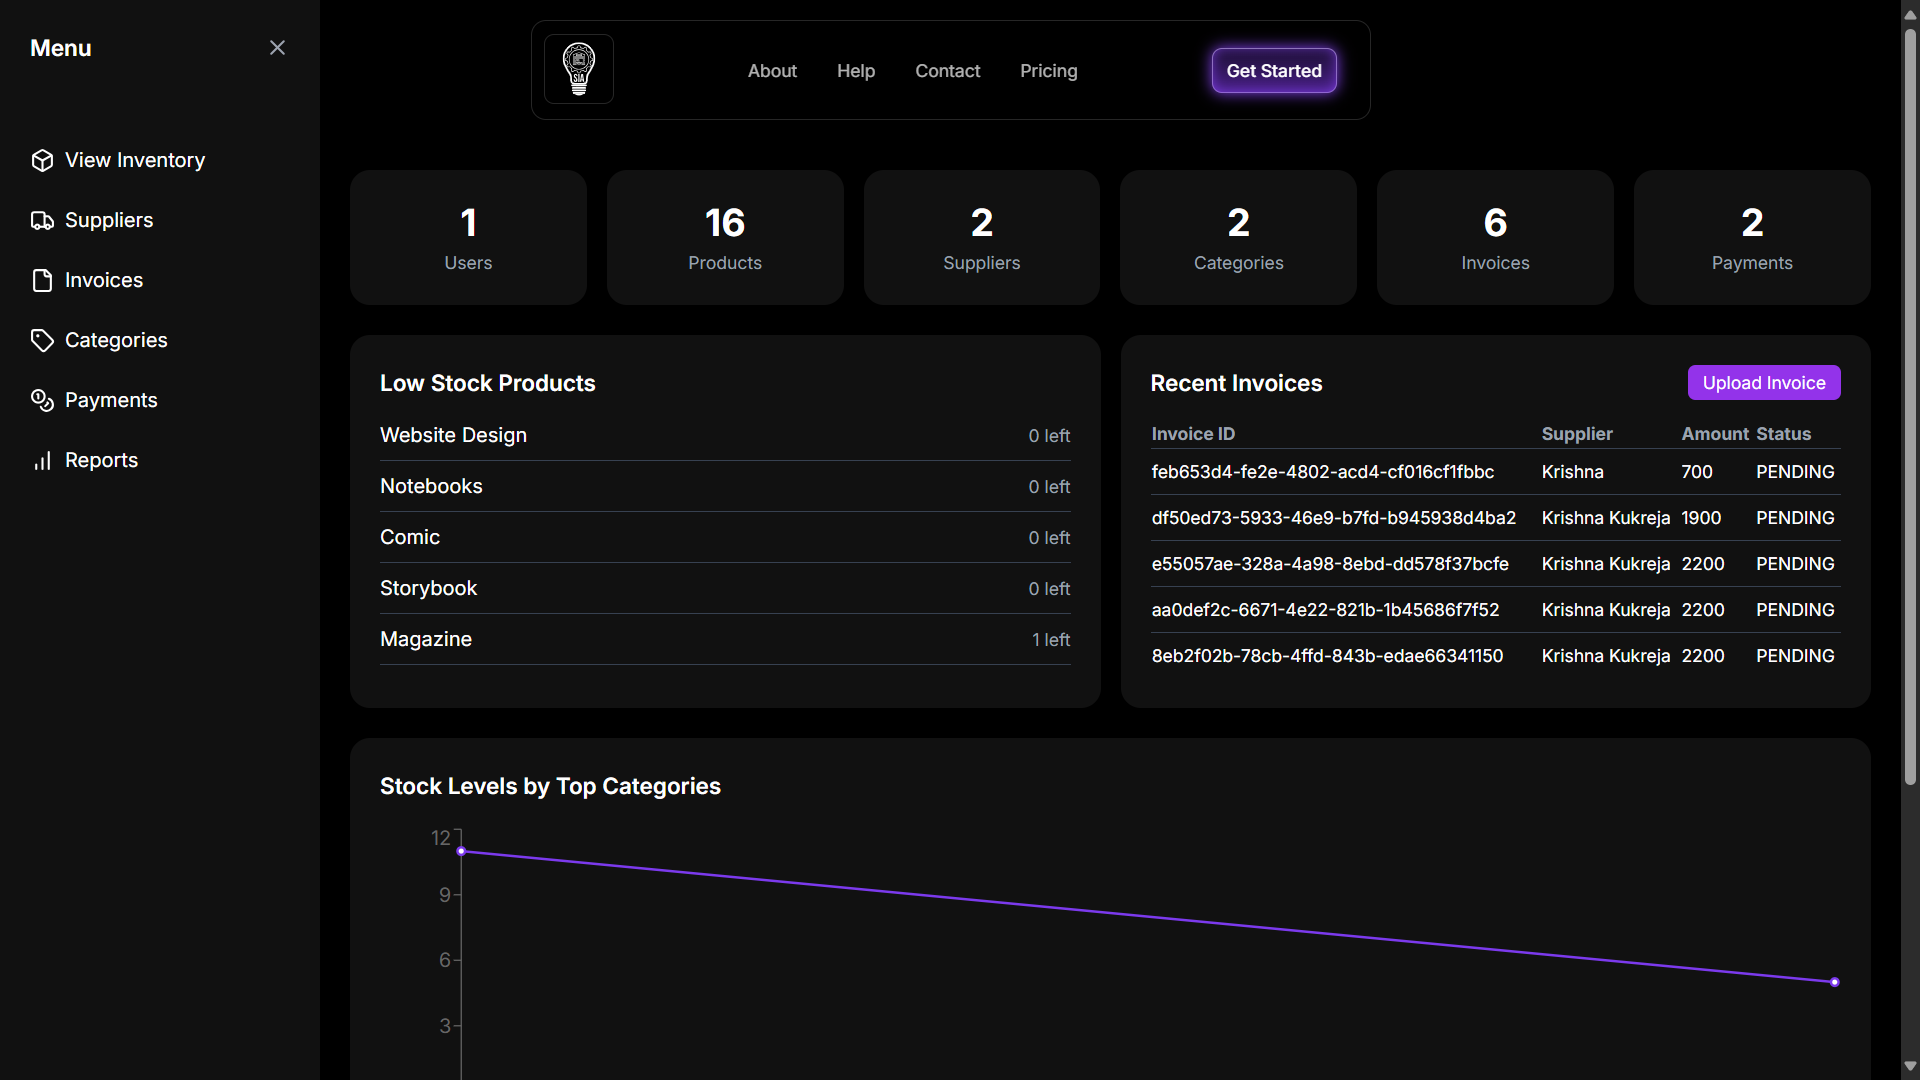 Menu
View Inventory
Suppliers
Invoices
Categories
Payments
Reports
SIA
About Help Contact Pricing
Get Started
1
Users
16
Products
2
Suppliers
2
Categories
6
Invoices
2
Payments
Low Stock Products
Website Design 0 left
Notebooks 0 left
Comic 0 left
Storybook 0 left
Magazine 1 left
Recent Invoices
Upload Invoice
Invoice ID Supplier Amount Status
feb653d4-fe2e-4802-acd4-cf016cf1fbbc Krishna 700 PENDING
df50ed73-5933-46e9-b7fd-b945938d4ba2 Krishna Kukreja 1900 PENDING
e55057ae-328a-4a98-8ebd-dd578f37bcfe Krishna Kukreja 2200 PENDING
aa0def2c-6671-4e22-821b-1b45686f7f52 Krishna Kukreja 2200 PENDING
8eb2f02b-78cb-4ffd-843b-edae66341150 Krishna Kukreja 2200 PENDING
Stock Levels by Top Categories
12
9
6
3